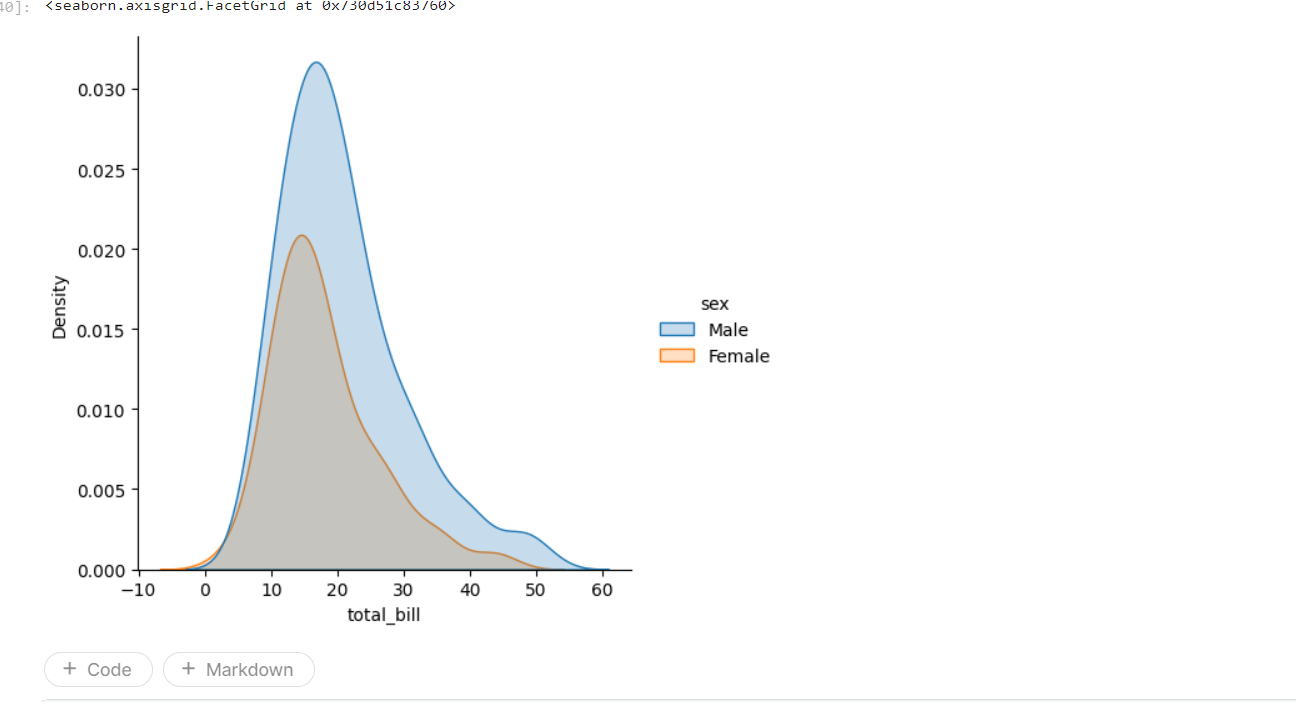 40]: <seaborn.axisgrid.FacetGrid at 0x730d51c83760>
0.030
0.025
0.020
0.015
0.010
0.005
0.000
Density
−10 0 10 20 30 40 50 60
total_bill
sex
Male
Female
+ Code + Markdown